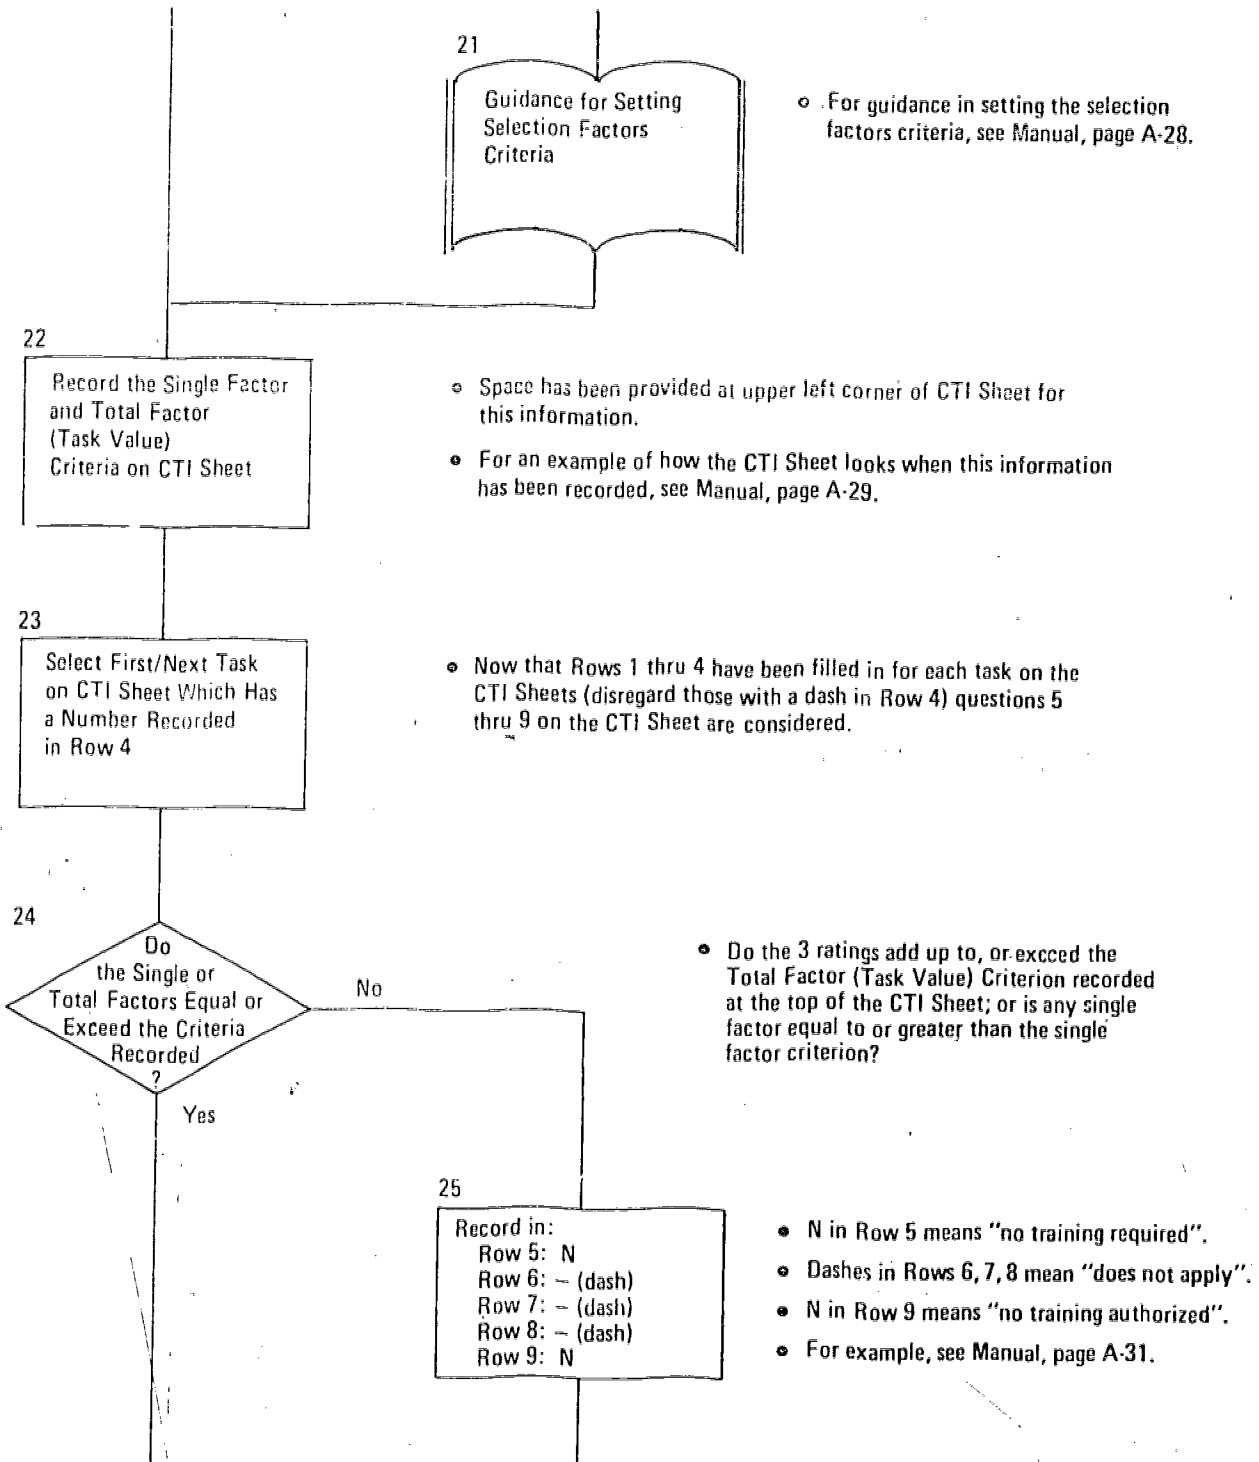 21
Guidance for Setting
Selection Factors
Criteria
For guidance in setting the selection
factors criteria, see Manual, page A-28.
22
Record the Single Factor
and Total Factor
(Task Value)
Criteria on CTI Sheet
Space has been provided at upper left corner of CTI Sheet for
this information.
For an example of how the CTI Sheet looks when this information
has been recorded, see Manual, page A-29.
23
Select First/Next Task
on CTI Sheet Which Has
a Number Recorded
in Row 4
Now that Rows 1 thru 4 have been filled in for each task on the
CTI Sheets (disregard those with a dash in Row 4) questions 5
thru 9 on the CTI Sheet are considered.
24
Do
the Single or
Total Factors Equal or
Exceed the Criteria
Recorded
?
No
Yes
Do the 3 ratings add up to, or exceed the
Total Factor (Task Value) Criterion recorded
at the top of the CTI Sheet; or is any single
factor equal to or greater than the single
factor criterion?
25
Record in:
Row 5: N
Row 6: – (dash)
Row 7: – (dash)
Row 8: – (dash)
Row 9: N
N in Row 5 means "no training required".
Dashes in Rows 6, 7, 8 mean "does not apply".
N in Row 9 means "no training authorized".
For example, see Manual, page A-31.